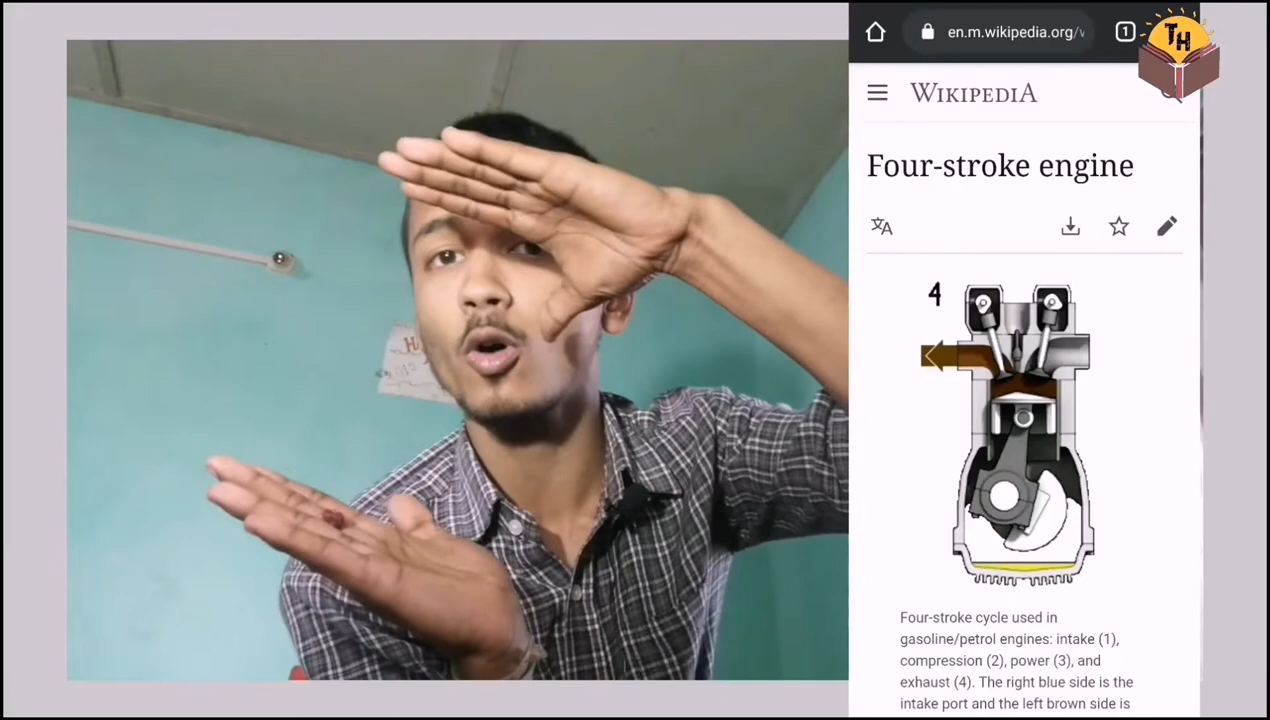 en.m.wikipedia.org/
1
TH
WIKIPEDIA
Four-stroke engine
4
Four-stroke cycle used in
gasoline/petrol engines: intake (1),
compression (2), power (3), and
exhaust (4). The right blue side is the
intake port and the left brown side is